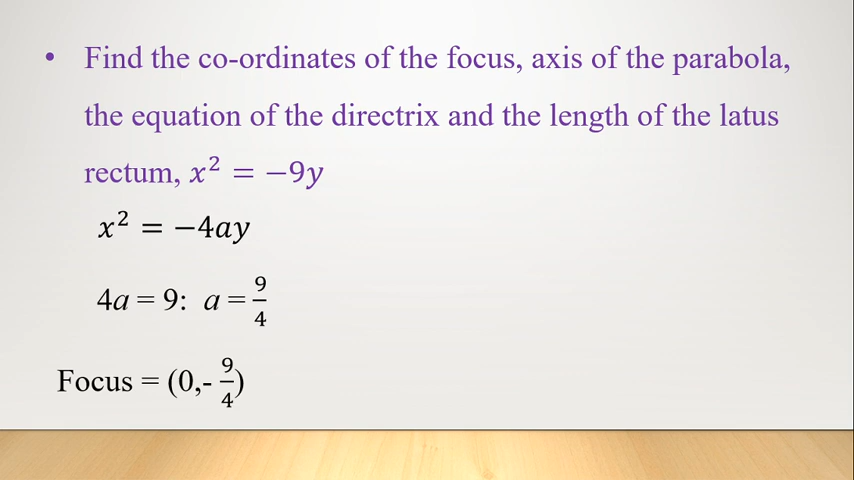 • Find the co-ordinates of the focus, axis of the parabola,
the equation of the directrix and the length of the latus
rectum, 𝑥² = −9𝑦
𝑥² = −4𝑎𝑦
4a = 9: a = 9/4
Focus = (0,- 9/4)